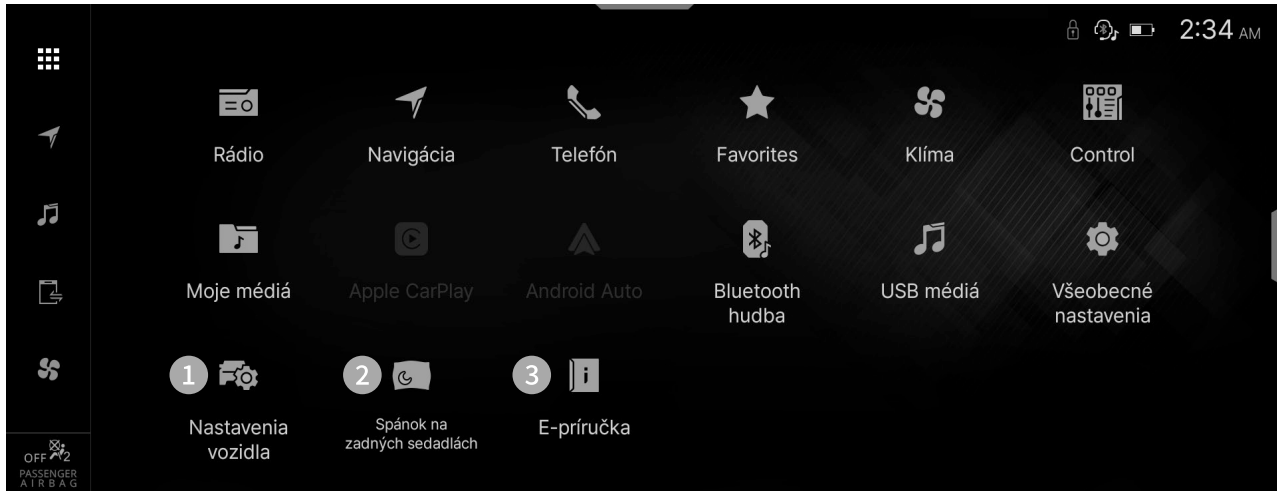 2:34 AM
Rádio
Navigácia
Telefón
Favorites
Klíma
Control
Moje médiá
Apple CarPlay
Android Auto
Bluetooth
hudba
USB médiá
Všeobecné
nastavenia
1
Nastavenia
vozidla
2
Spánok na
zadných sedadlách
3
E-príručka
OFF 2
PASSENGER
AIRBAG